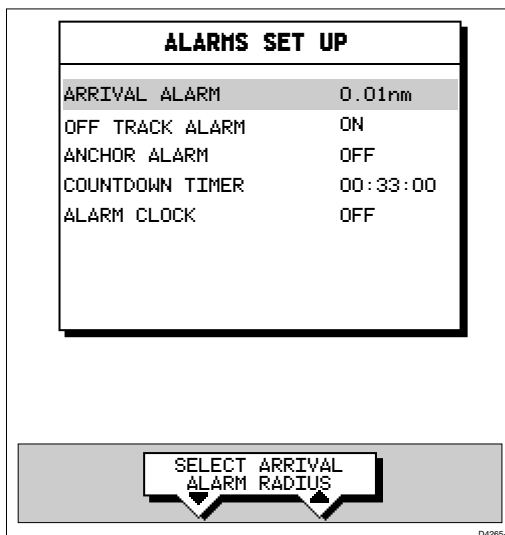 ALARMS SET UP
ARRIVAL ALARM 0.01nm
OFF TRACK ALARM ON
ANCHOR ALARM OFF
COUNTDOWN TIMER 00:33:00
ALARM CLOCK OFF
SELECT ARRIVAL
ALARM RADIUS